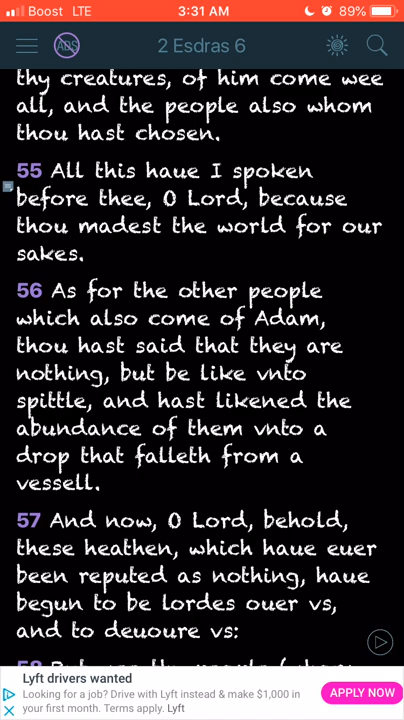 Boost LTE 3:31 AM 89%
ADS 2 Esdras 6
thy creatures, of him come wee
all, and the people also whom
thou hast chosen.
55 All this haue I spoken
before thee, O Lord, because
thou madest the world for our
sakes.
56 As for the other people
which also come of Adam,
thou hast said that they are
nothing, but be like vnto
spittle, and hast likened the
abundance of them vnto a
drop that falleth from a
vessell.
57 And now, O Lord, behold,
these heathen, which haue euer
been reputed as nothing, haue
begun to be lordes ouer vs,
and to deuoure vs:
Lyft drivers wanted
Looking for a job? Drive with Lyft instead & make $1,000 in
your first month. Terms apply. Lyft
APPLY NOW